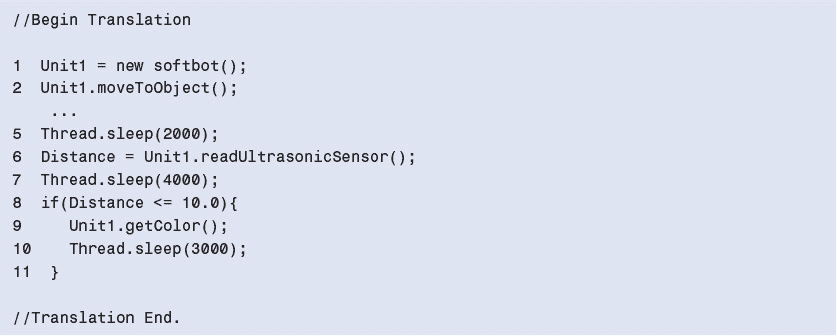 //Begin Translation
1 Unit1 = new softbot();
2 Unit1.moveToObject();
...
5 Thread.sleep(2000);
6 Distance = Unit1.readUltrasonicSensor();
7 Thread.sleep(4000);
8 if(Distance <= 10.0){
9 Unit1.getColor();
10 Thread.sleep(3000);
11 }
//Translation End.